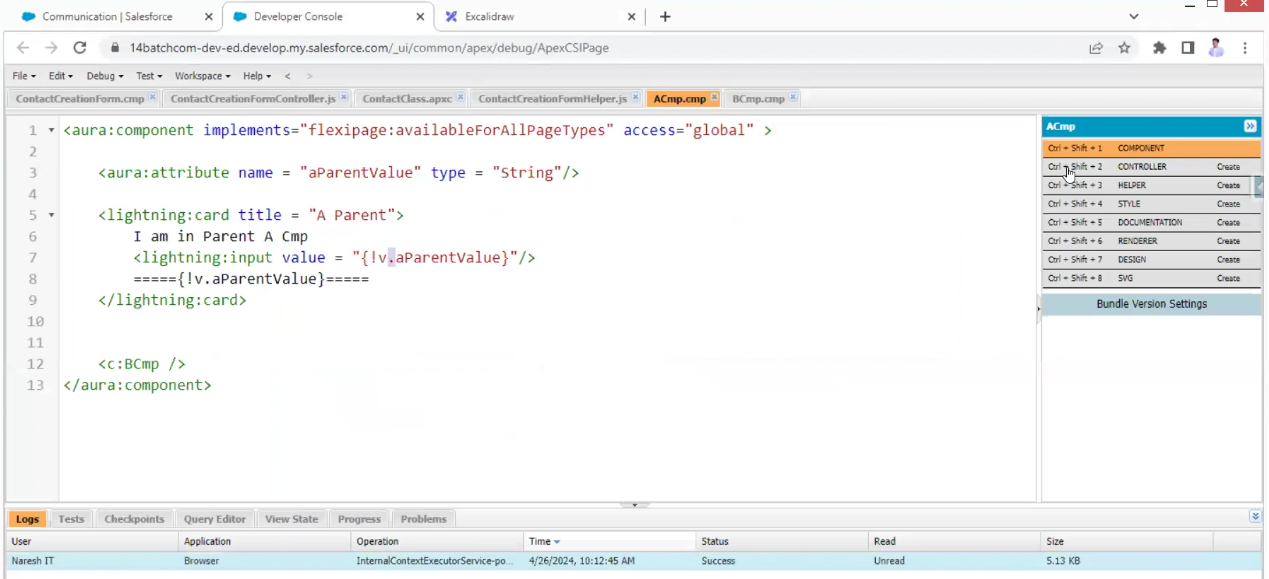 Communication | Salesforce × Developer Console × Excalidraw × +
14batchcom-dev-ed.develop.my.salesforce.com/_ui/common/apex/debug/ApexCSIPage
File Edit Debug Test Workspace Help < >
ContactCreationForm.cmp ContactCreationFormController.js ContactClass.apxc ContactCreationFormHelper.js ACmp.cmp BCmp.cmp
1 <aura:component implements="flexipage:availableForAllPageTypes" access="global" >
2
3 <aura:attribute name = "aParentValue" type = "String"/>
4
5 <lightning:card title = "A Parent">
6 I am in Parent A Cmp
7 <lightning:input value = "{!v.aParentValue}"/>
8 ====={!v.aParentValue}=====
9 </lightning:card>
10
11
12 <c:BCmp />
13 </aura:component>
ACmp
Ctrl + Shift + 1 COMPONENT
Ctrl + Shift + 2 CONTROLLER Create
Ctrl + Shift + 3 HELPER Create
Ctrl + Shift + 4 STYLE Create
Ctrl + Shift + 5 DOCUMENTATION Create
Ctrl + Shift + 6 RENDERER Create
Ctrl + Shift + 7 DESIGN Create
Ctrl + Shift + 8 SVG Create
Bundle Version Settings
Logs Tests Checkpoints Query Editor View State Progress Problems
User Application Operation Time Status Read Size
Naresh IT Browser InternalContextExecutorService-po... 4/26/2024, 10:12:45 AM Success Unread 5.13 KB